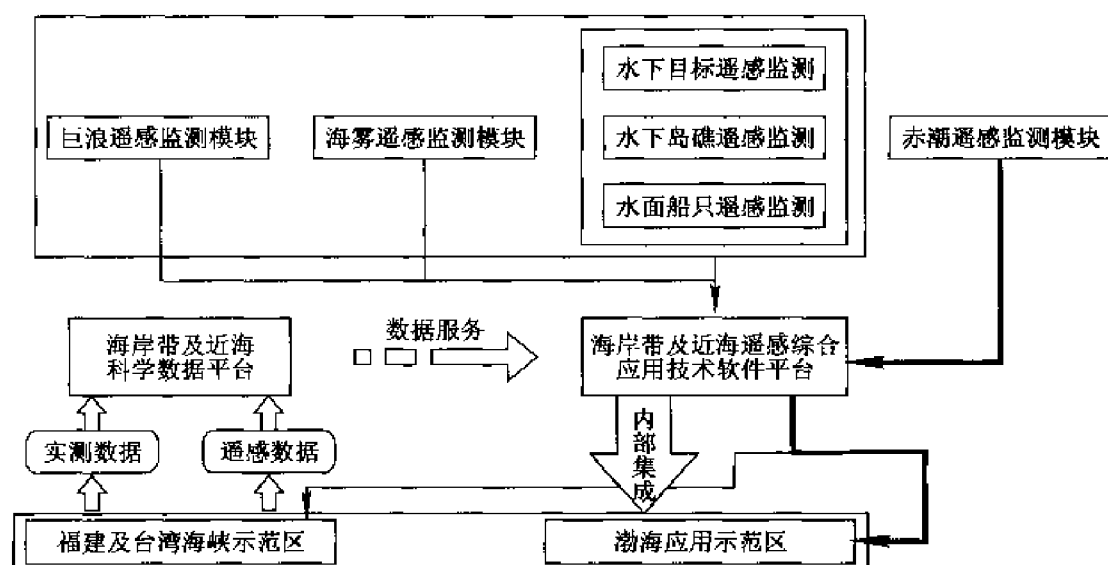 水下目标遥感监测
巨浪遥感监测模块
海雾遥感监测模块
水下岛礁遥感监测
赤潮遥感监测模块
水面船只遥感监测
数据服务
海岸带及近海
科学数据平台
海岸带及近海遥感综合
应用技术软件平台
实测数据
遥感数据
内部集成
福建及台湾海峡示范区
渤海应用示范区